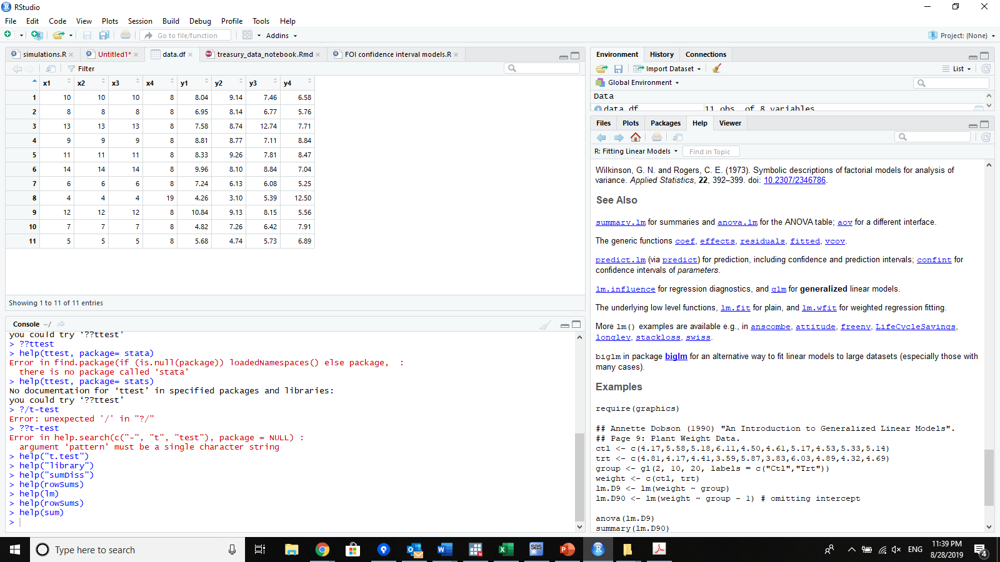 RStudio
File Edit Code View Plots Session Build Debug Profile Tools Help
Go to file/function Addins Project: (None)
simulations.R Untitled1* data.df treasury_data_notebook.Rmd FOI confidence interval models.R
Filter
x1 x2 x3 x4 y1 y2 y3 y4
1 10 10 10 8 8.04 9.14 7.46 6.58
2 8 8 8 8 6.95 8.14 6.77 5.76
3 13 13 13 8 7.58 8.74 12.74 7.71
4 9 9 9 8 8.81 8.77 7.11 8.84
5 11 11 11 8 8.33 9.26 7.81 8.47
6 14 14 14 8 9.96 8.10 8.84 7.04
7 6 6 6 8 7.24 6.13 6.08 5.25
8 4 4 4 19 4.26 3.10 5.39 12.50
9 12 12 12 8 10.84 9.13 8.15 5.56
10 7 7 7 8 4.82 7.26 6.42 7.91
11 5 5 5 8 5.68 4.74 5.73 6.89
Showing 1 to 11 of 11 entries
Console ~/
you could try ‘??ttest’
> ??ttest
> help(ttest, package= stata)
Error in find.package(if (is.null(package)) loadedNamespaces() else package,  :
  there is no package called ‘stata’
> help(ttest, package= stats)
No documentation for ‘ttest’ in specified packages and libraries:
you could try ‘??ttest’
> ?/t-test
Error: unexpected '/' in "?/"
> ??t-test
Error in help.search(c("-", "t", "test"), package = NULL) :
  argument ‘pattern’ must be a single character string
> help("t.test")
> help("library")
> help("sumDiss")
> help(rowSums)
> help(lm)
> help(rowSums)
> help(sum)
>
Environment History Connections
Import Dataset List
Global Environment
Data
data.df 11 obs. of 8 variables
Files Plots Packages Help Viewer
R: Fitting Linear Models Find in Topic
Wilkinson, G. N. and Rogers, C. E. (1973). Symbolic descriptions of factorial models for analysis of
variance. Applied Statistics, 22, 392–399. doi: 10.2307/2346786.
See Also
summary.lm for summaries and anova.lm for the ANOVA table; aov for a different interface.
The generic functions coef, effects, residuals, fitted, vcov.
predict.lm (via predict) for prediction, including confidence and prediction intervals; confint for
confidence intervals of parameters.
lm.influence for regression diagnostics, and glm for generalized linear models.
The underlying low level functions, lm.fit for plain, and lm.wfit for weighted regression fitting.
More lm() examples are available e.g., in anscombe, attitude, freeny, LifeCycleSavings,
longley, stackloss, swiss.
biglm in package biglm for an alternative way to fit linear models to large datasets (especially those with
many cases).
Examples
require(graphics)
## Annette Dobson (1990) "An Introduction to Generalized Linear Models".
## Page 9: Plant Weight Data.
ctl <- c(4.17,5.58,5.18,6.11,4.50,4.61,5.17,4.53,5.33,5.14)
trt <- c(4.81,4.17,4.41,3.59,5.87,3.83,6.03,4.89,4.32,4.69)
group <- gl(2, 10, 20, labels = c("Ctl","Trt"))
weight <- c(ctl, trt)
lm.D9 <- lm(weight ~ group)
lm.D90 <- lm(weight ~ group - 1) # omitting intercept
anova(lm.D9)
summary(lm.D90)
Type here to search
ENG
11:39 PM
8/28/2019
4